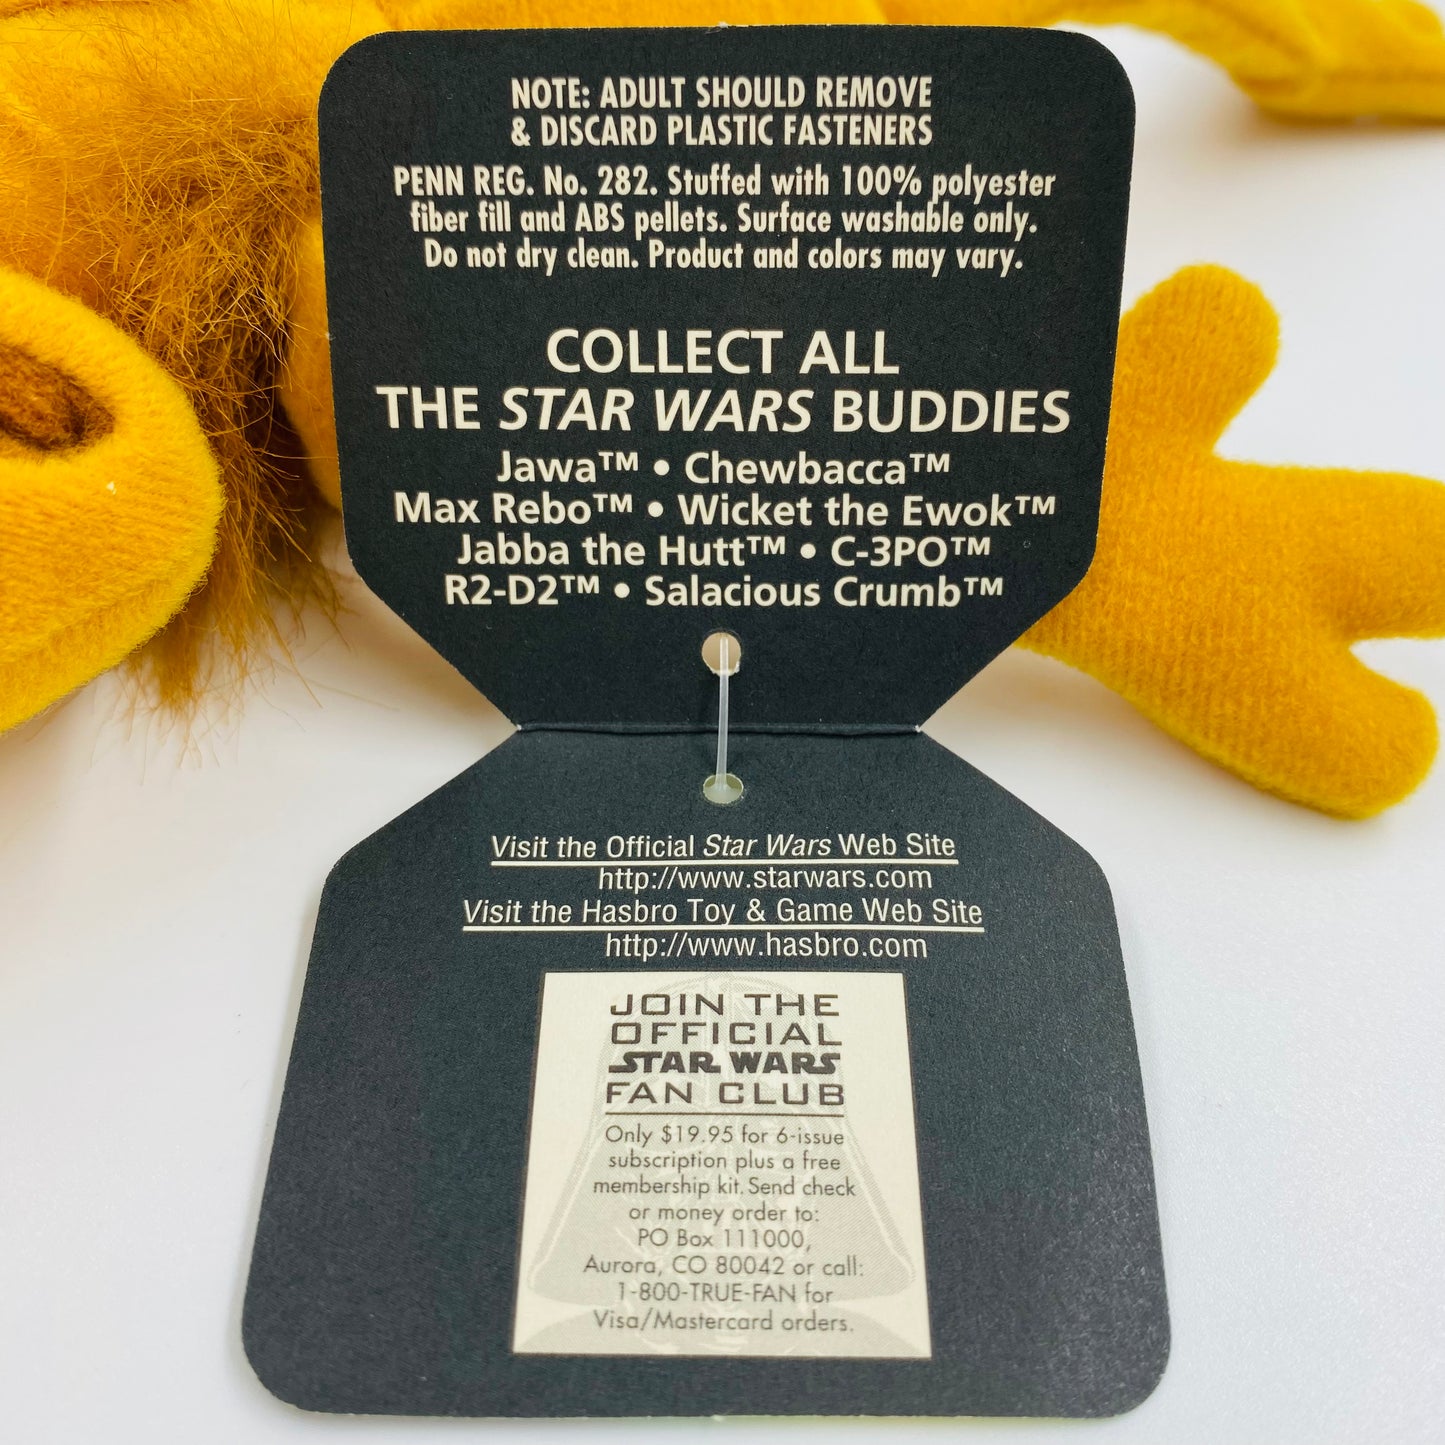 NOTE: ADULT SHOULD REMOVE
& DISCARD PLASTIC FASTENERS
PENN REG. No. 282. Stuffed with 100% polyester
fiber fill and ABS pellets. Surface washable only.
Do not dry clean. Product and colors may vary.
COLLECT ALL
THE STAR WARS BUDDIES
Jawa™ • Chewbacca™
Max Rebo™ • Wicket the Ewok™
Jabba the Hutt™ • C-3PO™
R2-D2™ • Salacious Crumb™
Visit the Official Star Wars Web Site
http://www.starwars.com
Visit the Hasbro Toy & Game Web Site
http://www.hasbro.com
JOIN THE
OFFICIAL
STAR WARS
FAN CLUB
Only $19.95 for 6-issue
subscription plus a free
membership kit. Send check
or money order to:
PO Box 111000,
Aurora, CO 80042 or call:
1-800-TRUE-FAN for
Visa/Mastercard orders.